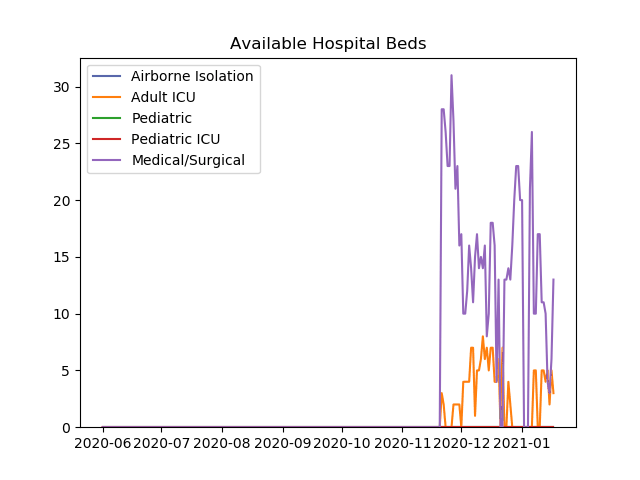 Available Hospital Beds
30
25
20
15
10
5
0
Airborne Isolation
Adult ICU
Pediatric
Pediatric ICU
Medical/Surgical
2020-06 2020-07 2020-08 2020-09 2020-10 2020-11 2020-12 2021-01